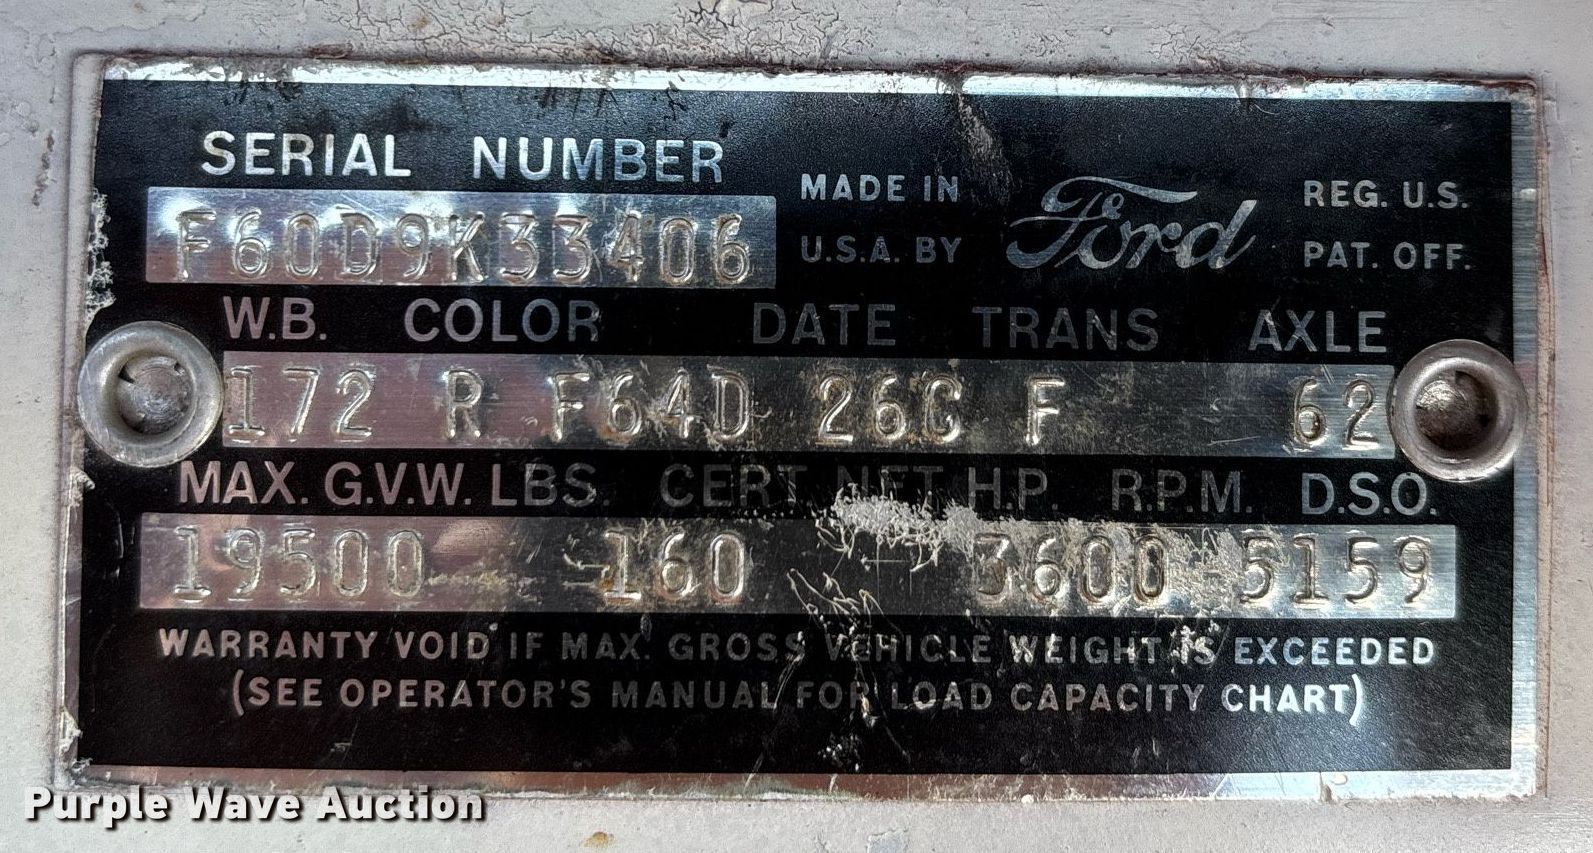 SERIAL NUMBER
F60D9K33406
MADE IN
U.S.A. BY
Ford
REG. U.S.
PAT. OFF.
W.B. COLOR DATE TRANS AXLE
172 R F64D 26G F 62
MAX. G.V.W. LBS. CERT. NET H.P. R.P.M. D.S.O.
19500 160 3600 5159
WARRANTY VOID IF MAX. GROSS VEHICLE WEIGHT IS EXCEEDED
(SEE OPERATOR'S MANUAL FOR LOAD CAPACITY CHART)
Purple Wave Auction